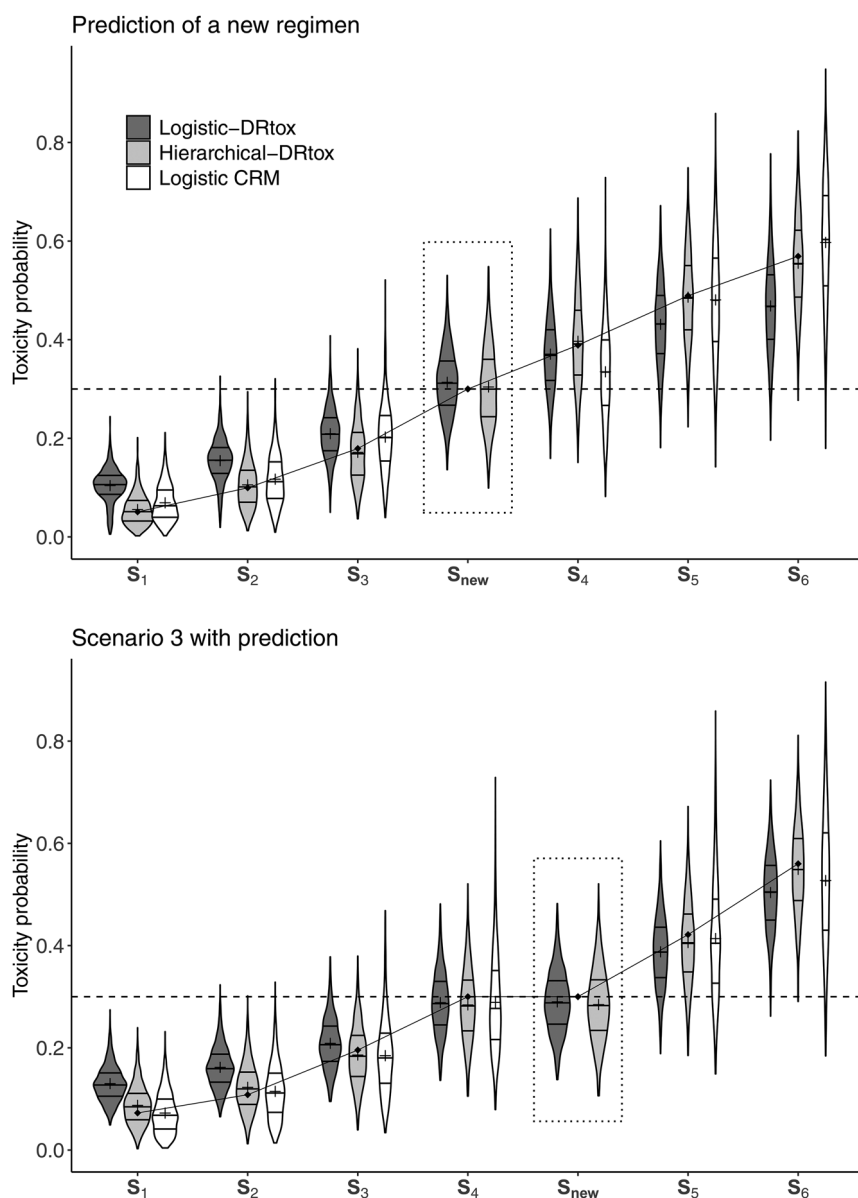 Prediction of a new regimen
Logistic−DRtox
Hierarchical−DRtox
Logistic CRM
Toxicity probability
0.8
0.6
0.4
0.2
0.0
S1 S2 S3 Snew S4 S5 S6
Scenario 3 with prediction
Toxicity probability
0.8
0.6
0.4
0.2
0.0
S1 S2 S3 S4 Snew S5 S6